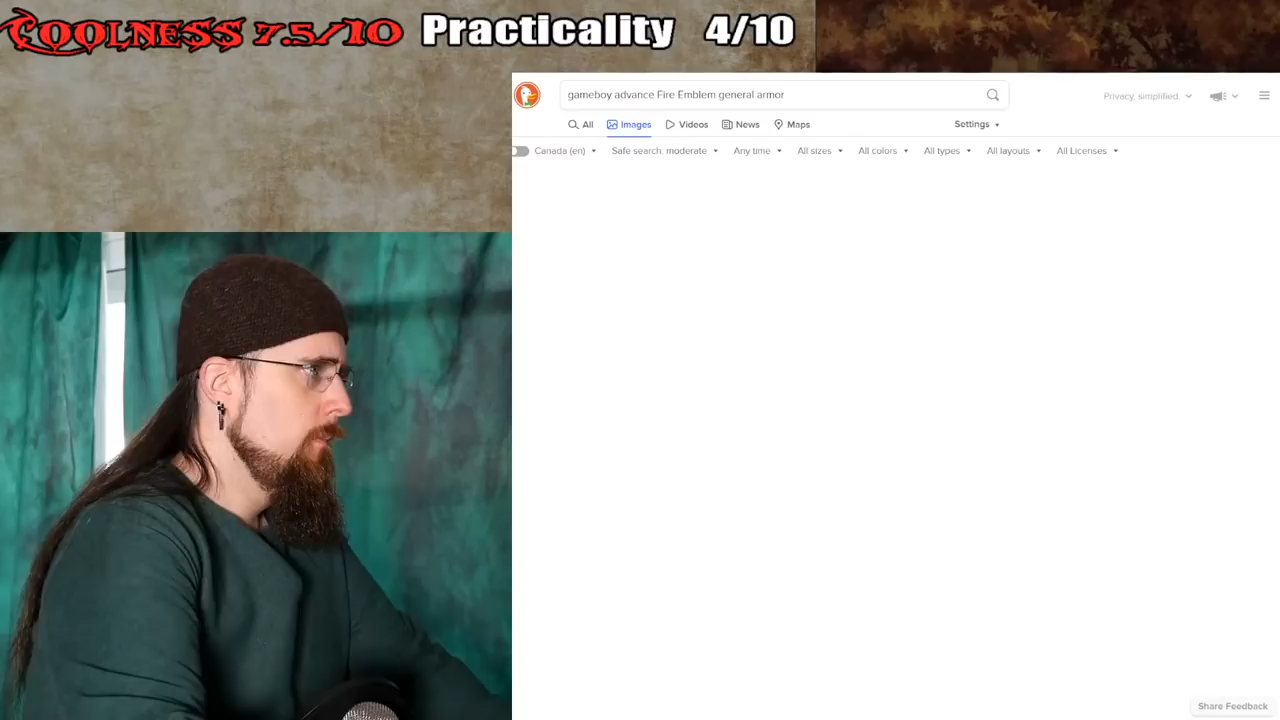 COOLNESS 7.5/10 Practicality 4/10
gameboy advance Fire Emblem general armor
Privacy, simplified.
All Images Videos News Maps Settings
Canada (en) Safe search: moderate Any time All sizes All colors All types All layouts All Licenses
Share Feedback